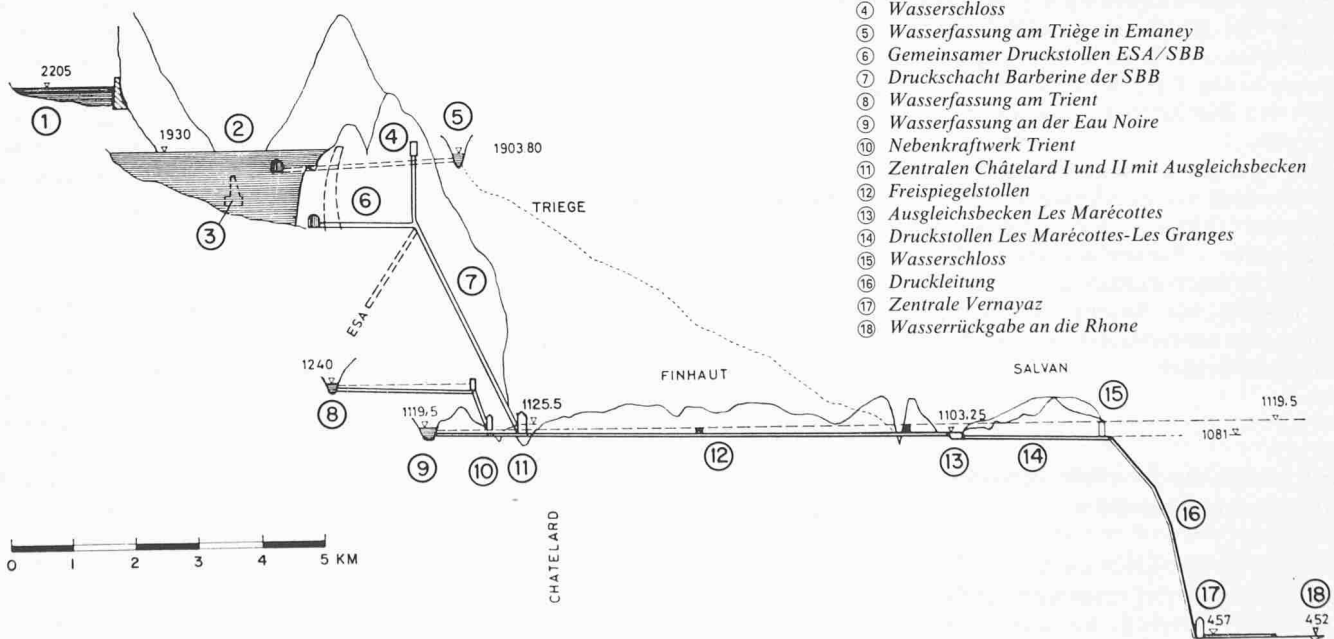 ④ Wasserschloss
⑤ Wasserfassung am Triège in Emaney
⑥ Gemeinsamer Druckstollen ESA/SBB
⑦ Druckschacht Barberine der SBB
⑧ Wasserfassung am Trient
⑨ Wasserfassung an der Eau Noire
⑩ Nebenkraftwerk Trient
⑪ Zentralen Châtelard I und II mit Ausgleichsbecken
⑫ Freispiegelstollen
⑬ Ausgleichsbecken Les Marécottes
⑭ Druckstollen Les Marécottes-Les Granges
⑮ Wasserschloss
⑯ Druckleitung
⑰ Zentrale Vernayaz
⑱ Wasserrückgabe an die Rhone
2205
①
1930
②
③
④
⑤
1903.80
⑥
TRIEGE
⑦
ESA
1240
⑧
FINHAUT
SALVAN
⑮
1119,5
1125.5
1103,25
1119.5
1081
⑨
⑩
⑪
⑫
⑬
⑭
⑯
CHATELARD
0 1 2 3 4 5 KM
⑰
457
⑱
452